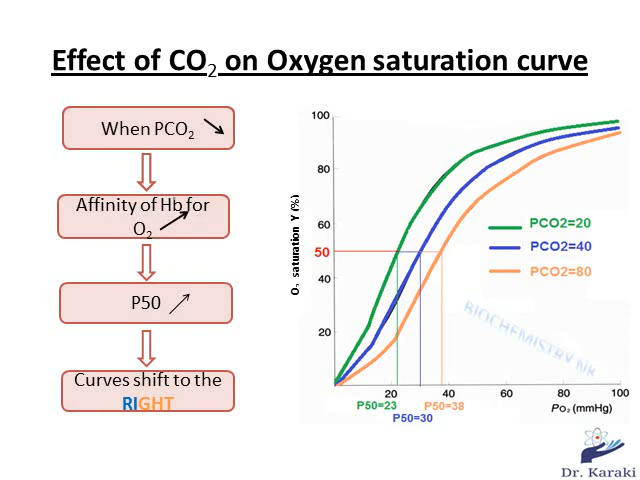 Effect of CO₂ on Oxygen saturation curve
When PCO₂
Affinity of Hb for
O₂
P50
Curves shift to the
RIGHT
O₂ saturation Y (%)
100
80
60
50
40
20
PCO2=20
PCO2=40
PCO2=80
BIOCHEMISTRY.NR
20
40
60
80
100
P50=23
P50=38
P50=30
PO₂ (mmHg)
Dr. Karaki